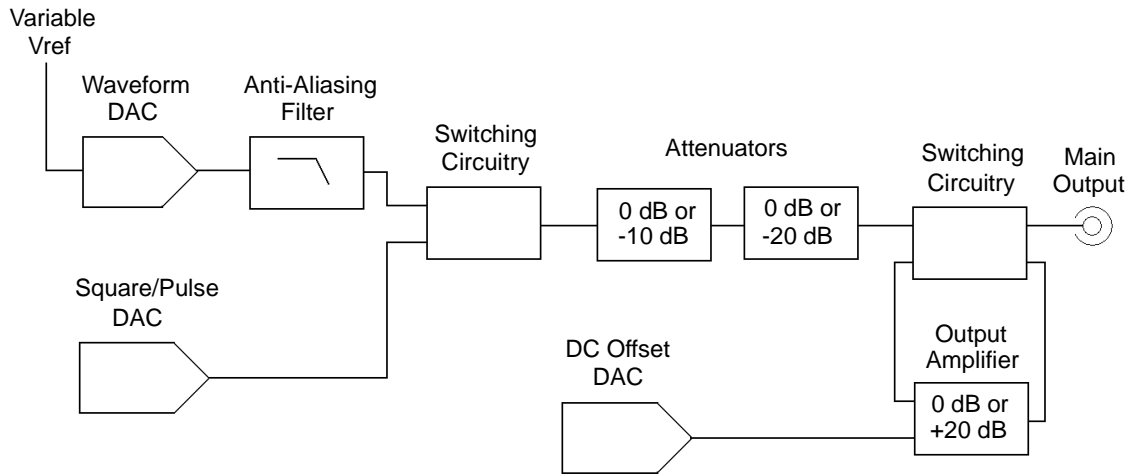 Variable
Vref
Waveform
DAC
Anti-Aliasing
Filter
Switching
Circuitry
Attenuators
Switching
Circuitry
Main
Output
0 dB or
-10 dB
0 dB or
-20 dB
Square/Pulse
DAC
DC Offset
DAC
Output
Amplifier
0 dB or
+20 dB